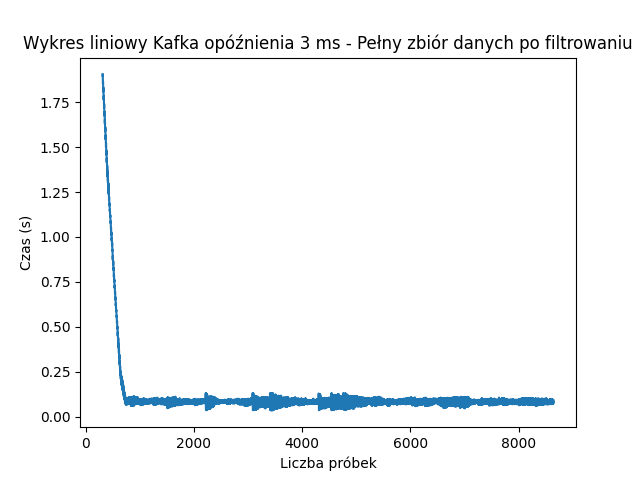 Wykres liniowy Kafka opóźnienia 3 ms - Pełny zbiór danych po filtrowaniu
1.75
1.50
1.25
1.00
0.75
0.50
0.25
0.00
Czas (s)
0 2000 4000 6000 8000
Liczba próbek